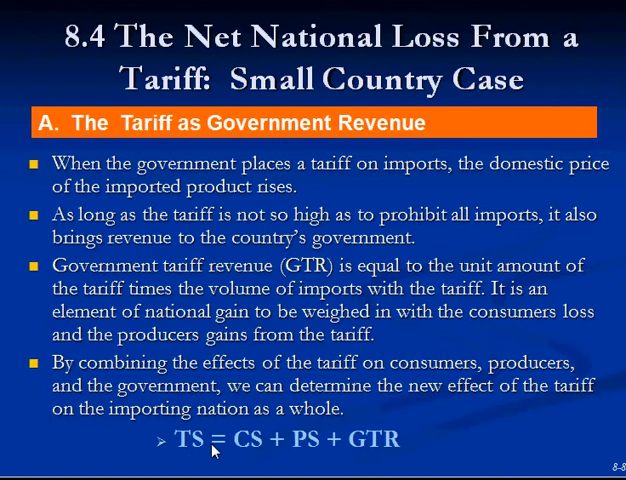 8.4 The Net National Loss From a
Tariff: Small Country Case
A. The Tariff as Government Revenue
When the government places a tariff on imports, the domestic price
of the imported product rises.
As long as the tariff is not so high as to prohibit all imports, it also
brings revenue to the country's government.
Government tariff revenue (GTR) is equal to the unit amount of
the tariff times the volume of imports with the tariff. It is an
element of national gain to be weighed in with the consumers loss
and the producers gains from the tariff.
By combining the effects of the tariff on consumers, producers,
and the government, we can determine the new effect of the tariff
on the importing nation as a whole.
TS = CS + PS + GTR
8-8